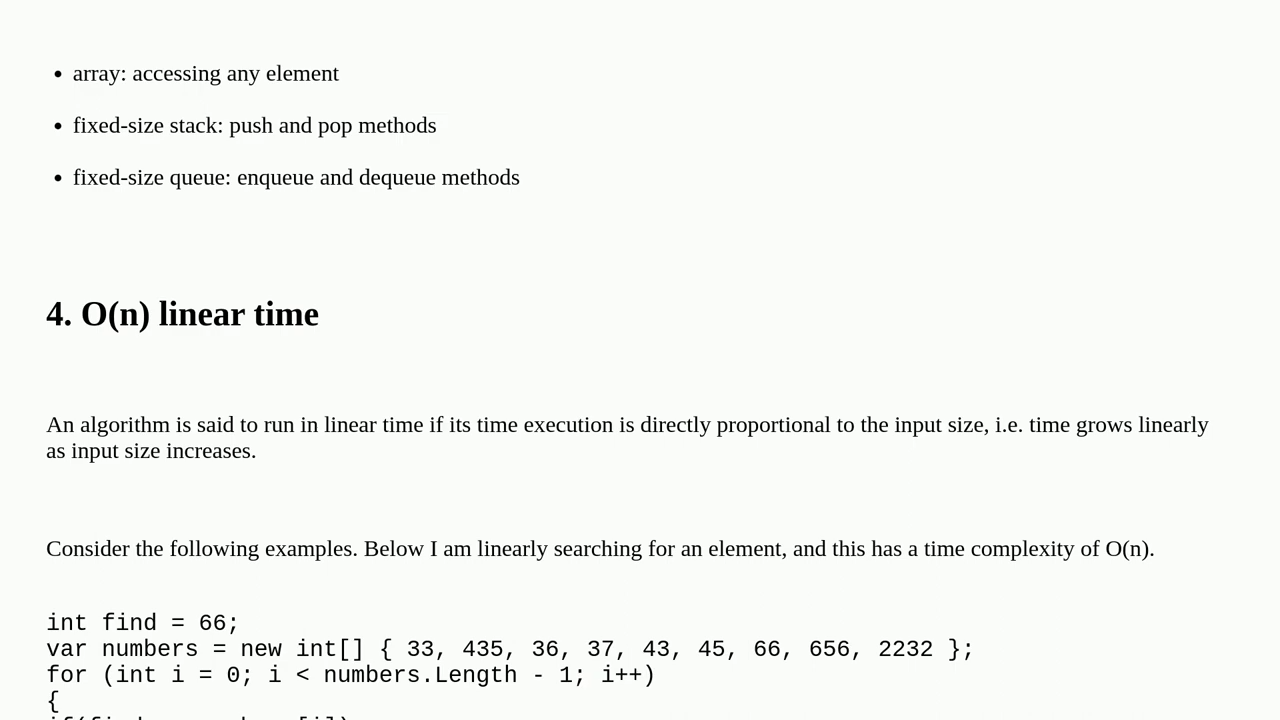 • array: accessing any element
• fixed-size stack: push and pop methods
• fixed-size queue: enqueue and dequeue methods
4. O(n) linear time
An algorithm is said to run in linear time if its time execution is directly proportional to the input size, i.e. time grows linearly
as input size increases.
Consider the following examples. Below I am linearly searching for an element, and this has a time complexity of O(n).
int find = 66;
var numbers = new int[] { 33, 435, 36, 37, 43, 45, 66, 656, 2232 };
for (int i = 0; i < numbers.Length - 1; i++)
{